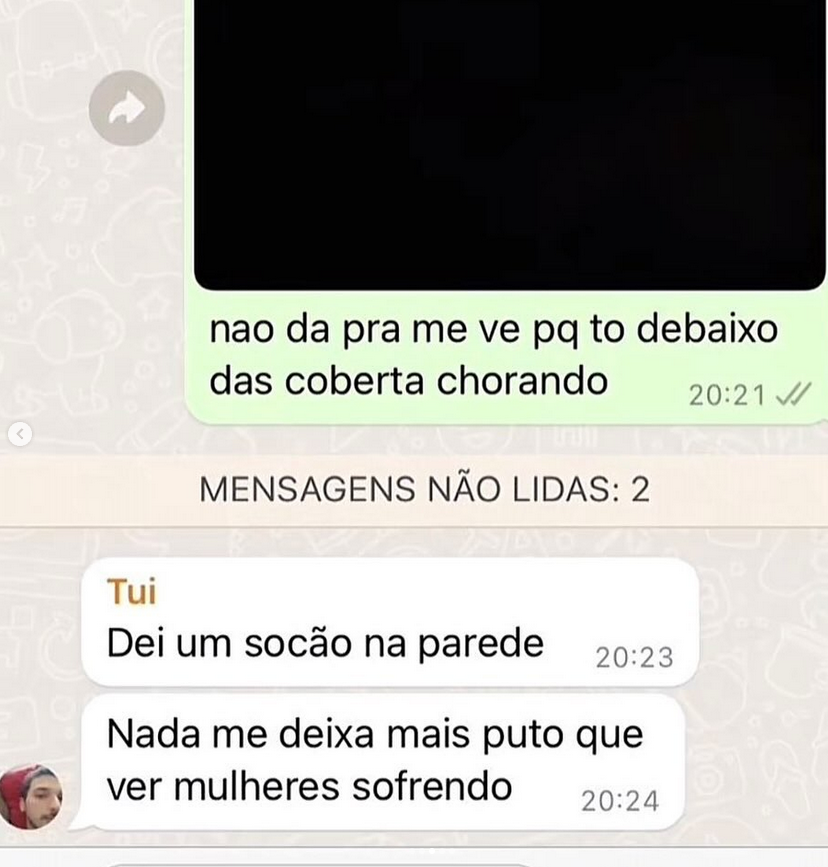 nao da pra me ve pq to debaixo
das coberta chorando
20:21
MENSAGENS NÃO LIDAS: 2
Tui
Dei um socão na parede
20:23
Nada me deixa mais puto que
ver mulheres sofrendo
20:24